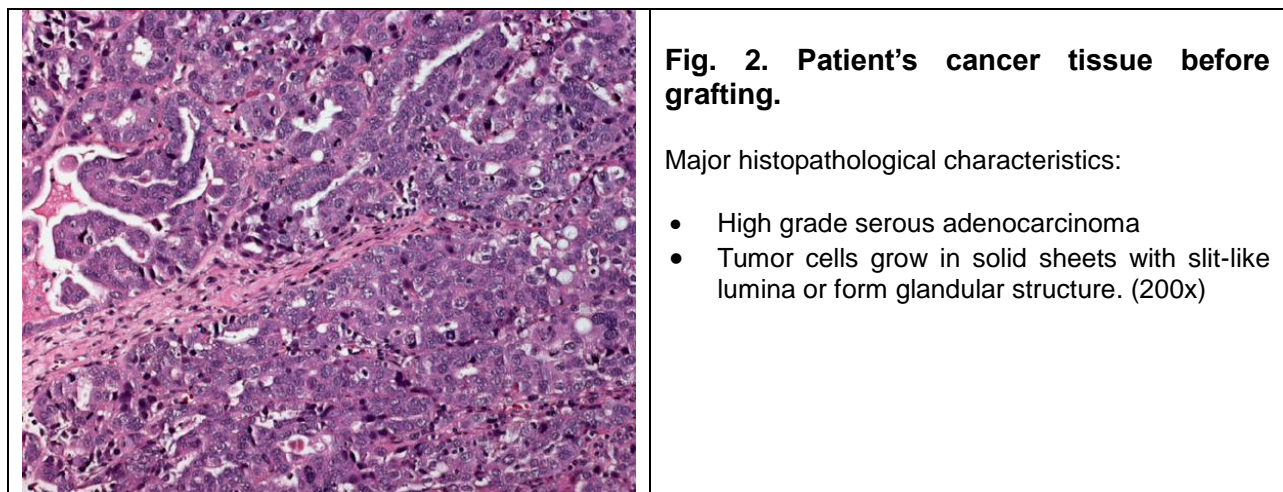 Fig. 2. Patient’s cancer tissue before
grafting.
Major histopathological characteristics:
• High grade serous adenocarcinoma
• Tumor cells grow in solid sheets with slit-like
lumina or form glandular structure. (200x)